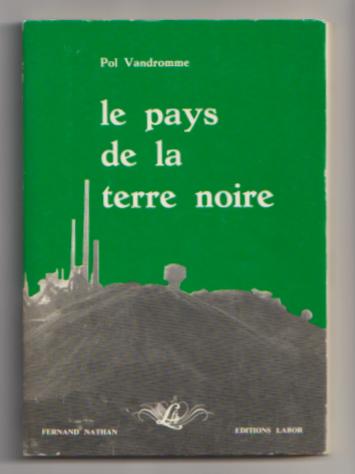 Pol Vandromme
le pays
de la
terre noire
FERNAND NATHAN
EDITIONS LABOR